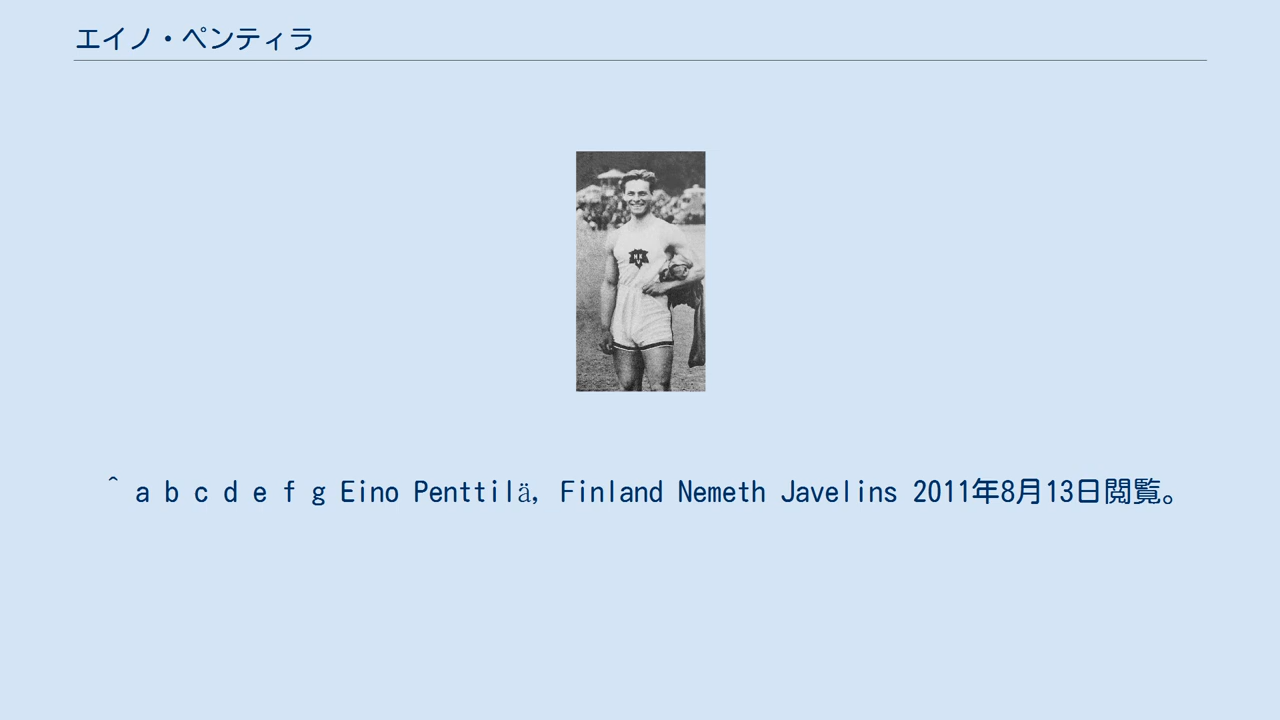 エイノ・ペンティラ
^ a b c d e f g Eino Penttilä, Finland Nemeth Javelins 2011年8月13日閲覧。